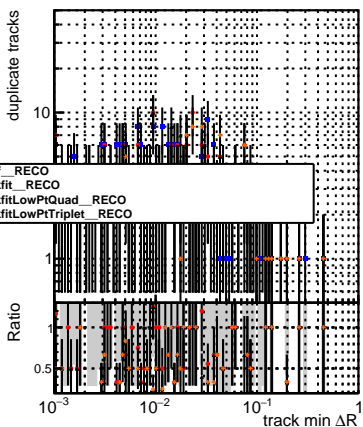 duplicate tracks
10
f__RECO
fit__RECO
fitLowPtQuad__RECO
fitLowPtTriplet__RECO
1
Ratio
1
0.5
10−3 10−2 10−1 1
track min ΔR